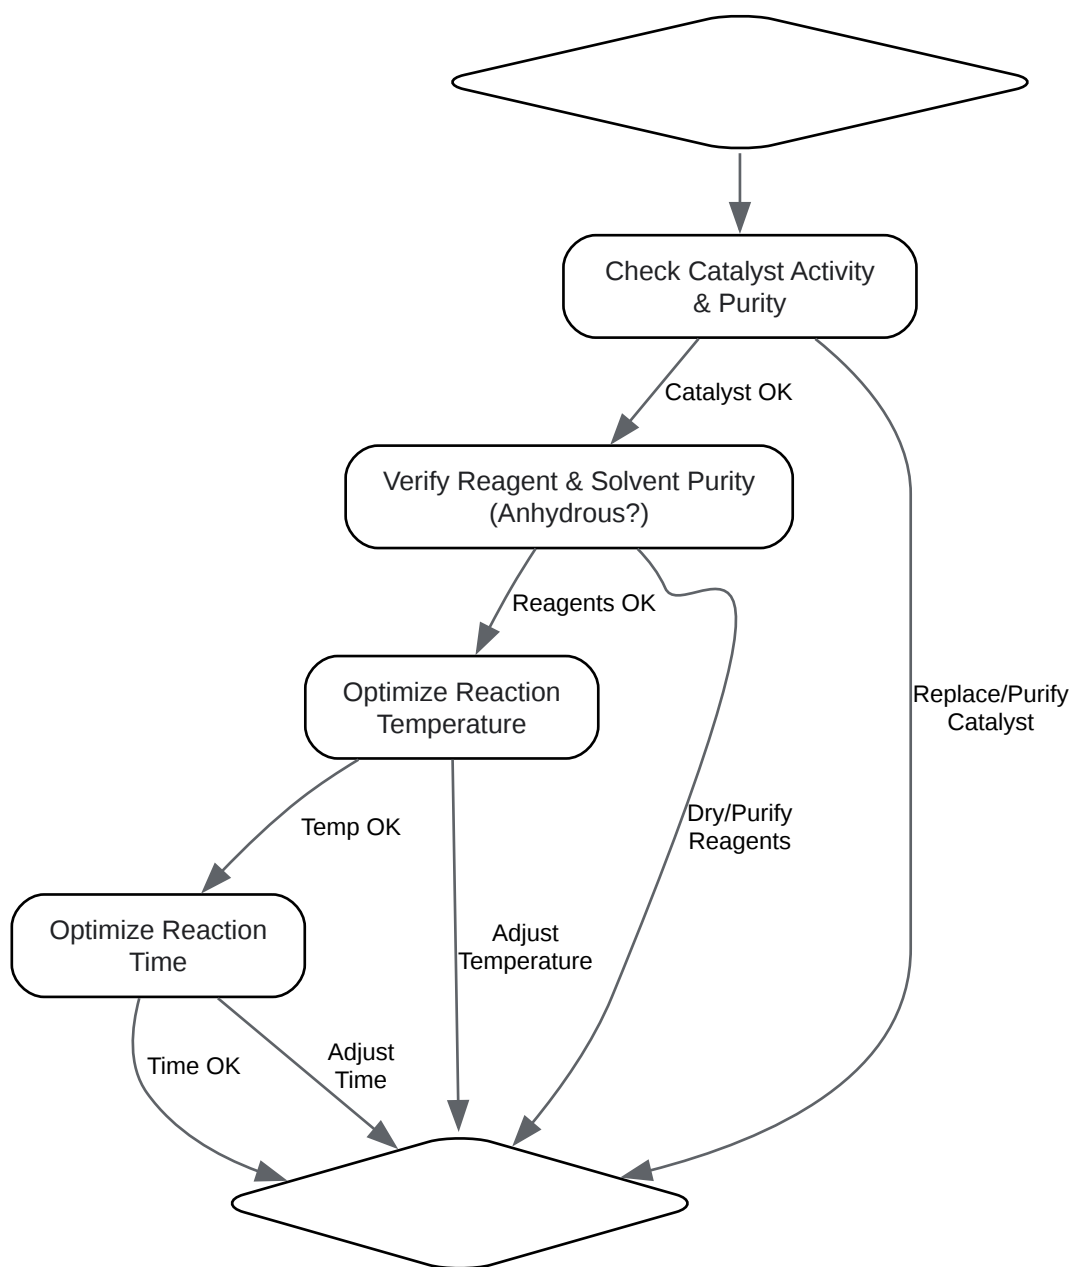 Check Catalyst Activity
& Purity
Catalyst OK
Verify Reagent & Solvent Purity
(Anhydrous?)
Reagents OK
Optimize Reaction
Temperature
Replace/Purify
Catalyst
Temp OK
Dry/Purify
Reagents
Optimize Reaction
Time
Adjust
Temperature
Time OK
Adjust
Time